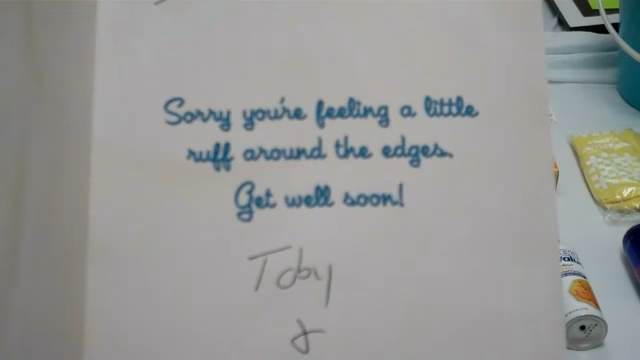 Sorry you're feeling a little
ruff around the edges.
Get well soon!
Toby
&